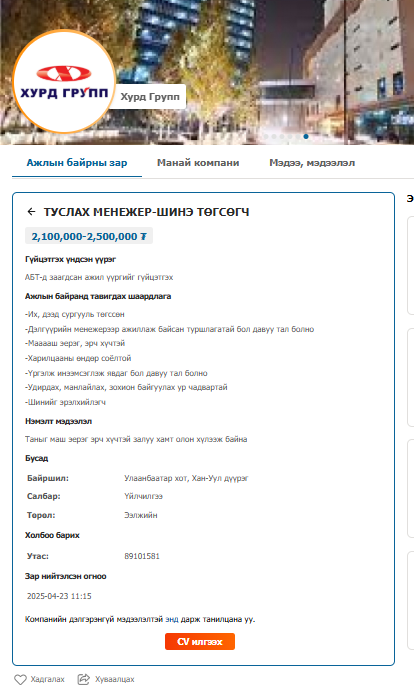 ХУРД ГРУПП
Хурд Групп
Ажлын байрны зар
Манай компани
Мэдээ, мэдээлэл
← ТУСЛАХ МЕНЕЖЕР-ШИНЭ ТӨГСӨГЧ
2,100,000-2,500,000 ₮
Гүйцэтгэх үндсэн үүрэг
АБТ-д заагдсан ажил үүргийг гүйцэтгэх
Ажлын байранд тавигдах шаардлага
-Их, дээд сургууль төгссөн
-Дэлгүүрийн менежерээр ажиллаж байсан туршлагатай бол давуу тал болно
-Мааааш эерэг, эрч хүчтэй
-Харилцааны өндөр соёлтой
-Үргэлж инээмсэглэж явдаг бол давуу тал болно
-Удирдах, манлайлах, зохион байгуулах ур чадвартай
-Шинийг эрэлхийлэгч
Нэмэлт мэдээлэл
Таныг маш эерэг эрч хүчтэй залуу хамт олон хүлээж байна
Бусад
Байршил: Улаанбаатар хот, Хан-Уул дүүрэг
Салбар: Үйлчилгээ
Төрөл: Ээлжийн
Холбоо барих
Утас: 89101581
Зар нийтэлсэн огноо
2025-04-23 11:15
Компанийн дэлгэрэнгүй мэдээлэлтэй энд дарж танилцана уу.
CV илгээх
Хадгалах
Хуваалцах